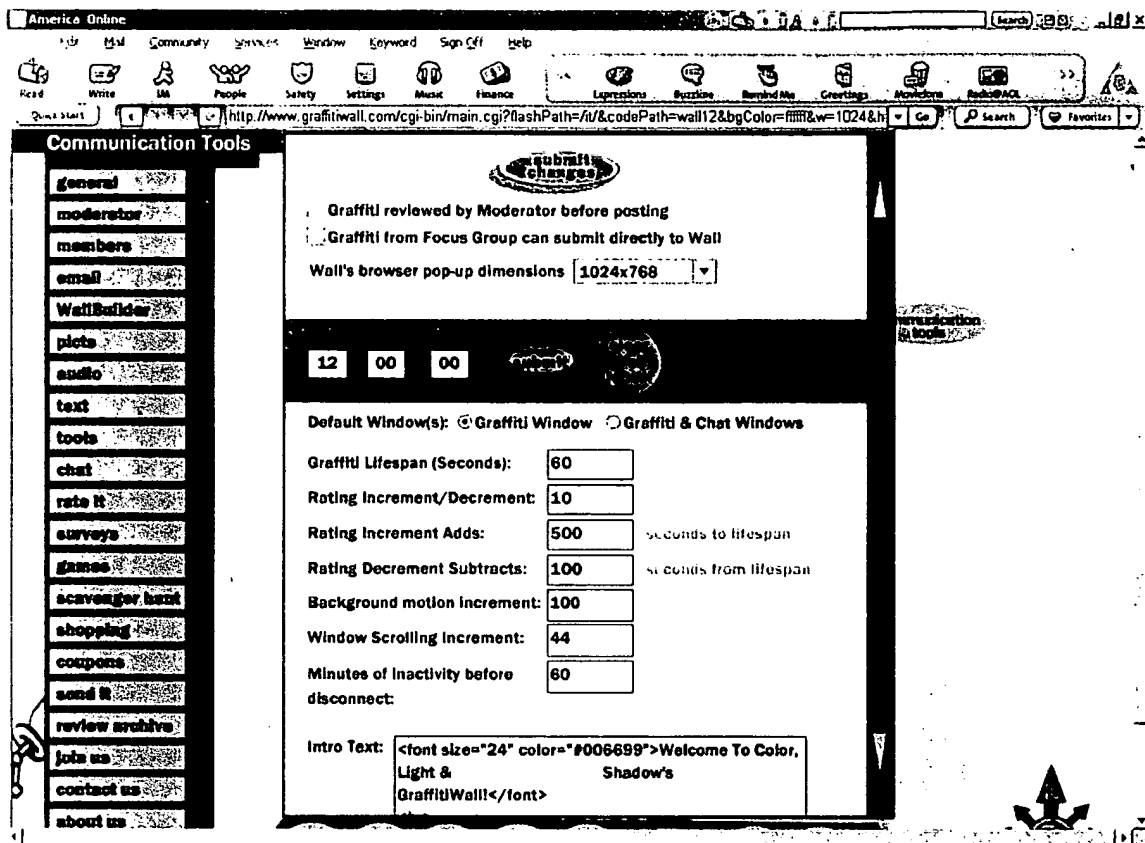 America Online
Search
Mail Community Services Window Keyword Sign Off Help
Read Write IM People Safety Settings Music Finance Expressions Buzzline Remind Me Greetings Moviefone Radio@AOL
Quick Start http://www.graffitiwall.com/cgi-bin/main.cgi?flashPath=/it/&codePath=wall12&bgColor=ffffff&w=1024&h Go Search Favorites
Communication Tools
general
moderator
members
email
WallBuilder
picts
audio
text
tools
chat
rate it
surveys
games
scavenger hunt
shopping
coupons
send it
review archive
join us
contact us
about us
submit
changes
Graffiti reviewed by Moderator before posting
Graffiti from Focus Group can submit directly to Wall
Wall's browser pop-up dimensions 1024x768
12 00 00 submit
Default Window(s): Graffiti Window Graffiti & Chat Windows
Graffiti Lifespan (Seconds): 60
Rating Increment/Decrement: 10
Rating Increment Adds: 500 seconds to lifespan
Rating Decrement Subtracts: 100 seconds from lifespan
Background motion increment: 100
Window Scrolling Increment: 44
Minutes of Inactivity before 60
disconnect:
Intro Text: <font size="24" color="#006699">Welcome To Color,
Light & Shadow's
GraffitiWall!</font>
tools